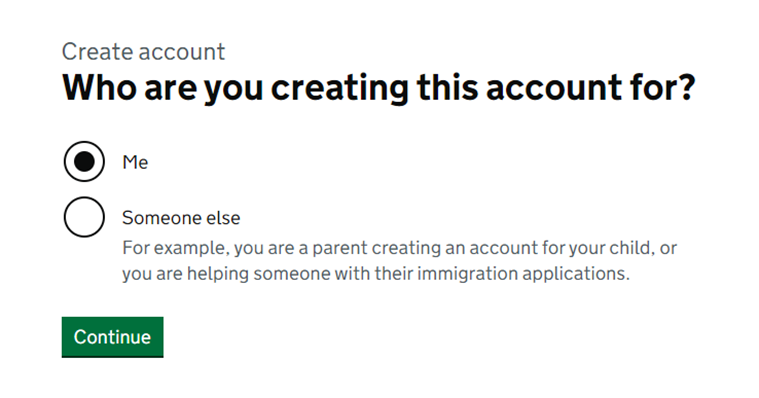 Create account
Who are you creating this account for?
Me
Someone else
For example, you are a parent creating an account for your child, or
you are helping someone with their immigration applications.
Continue